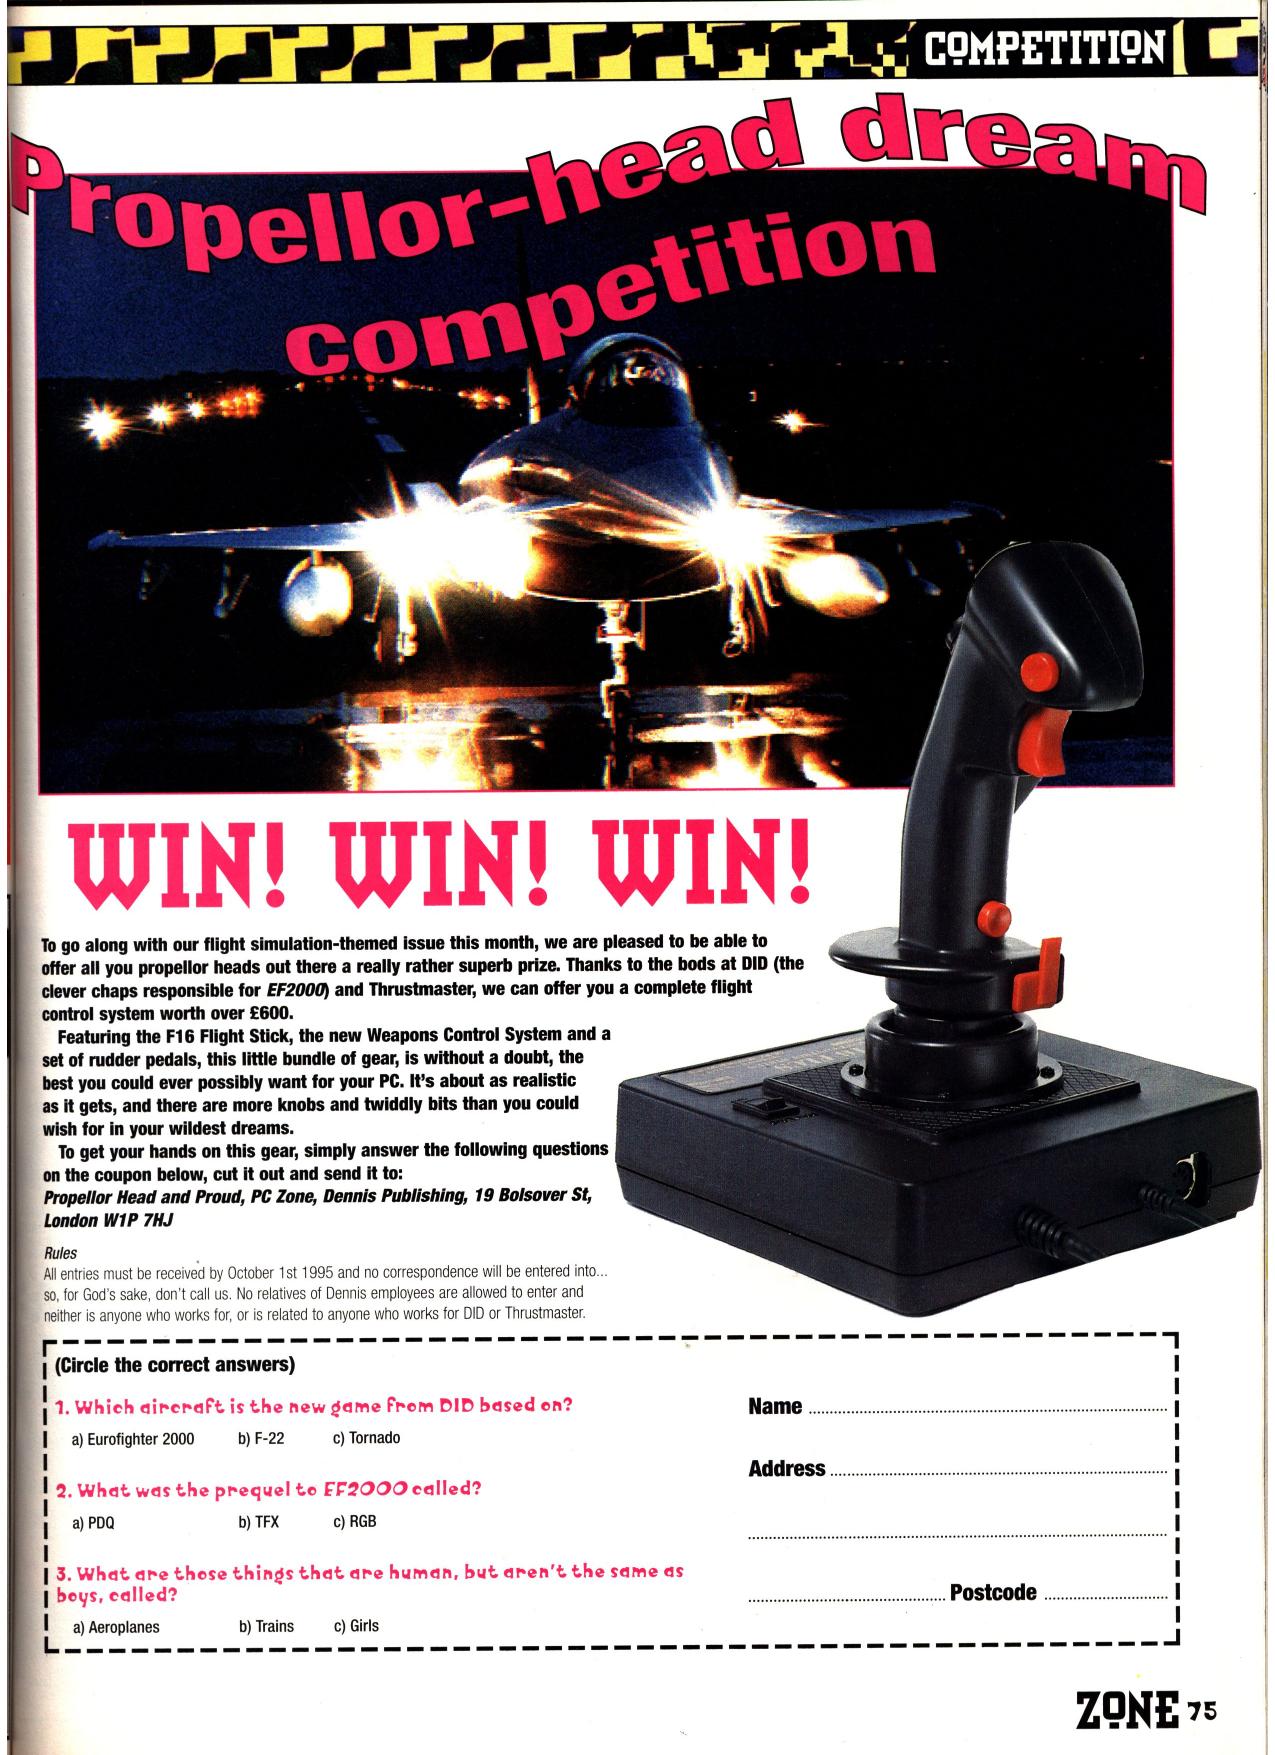 COMPETITION
Propellor-head dream
competition
WIN! WIN! WIN!
To go along with our flight simulation-themed issue this month, we are pleased to be able to
offer all you propellor heads out there a really rather superb prize. Thanks to the bods at DID (the
clever chaps responsible for EF2000) and Thrustmaster, we can offer you a complete flight
control system worth over £600.
Featuring the F16 Flight Stick, the new Weapons Control System and a
set of rudder pedals, this little bundle of gear, is without a doubt, the
best you could ever possibly want for your PC. It's about as realistic
as it gets, and there are more knobs and twiddly bits than you could
wish for in your wildest dreams.
To get your hands on this gear, simply answer the following questions
on the coupon below, cut it out and send it to:
Propellor Head and Proud, PC Zone, Dennis Publishing, 19 Bolsover St,
London W1P 7HJ
Rules
All entries must be received by October 1st 1995 and no correspondence will be entered into...
so, for God's sake, don't call us. No relatives of Dennis employees are allowed to enter and
neither is anyone who works for, or is related to anyone who works for DID or Thrustmaster.
(Circle the correct answers)
1. Which aircraft is the new game from DID based on?
a) Eurofighter 2000 b) F-22 c) Tornado
2. What was the prequel to EF2000 called?
a) PDQ b) TFX c) RGB
3. What are those things that are human, but aren't the same as
boys, called?
a) Aeroplanes b) Trains c) Girls
Name
Address
Postcode
ZONE 75